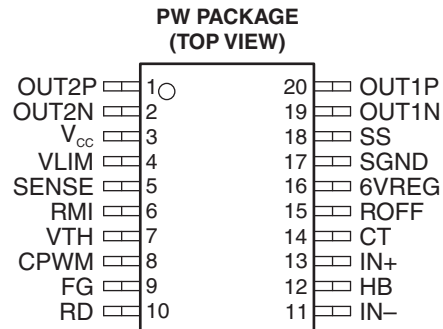 PW PACKAGE
(TOP VIEW)
OUT2P 1 20 OUT1P
OUT2N 2 19 OUT1N
VCC 3 18 SS
VLIM 4 17 SGND
SENSE 5 16 6VREG
RMI 6 15 ROFF
VTH 7 14 CT
CPWM 8 13 IN+
FG 9 12 HB
RD 10 11 IN–